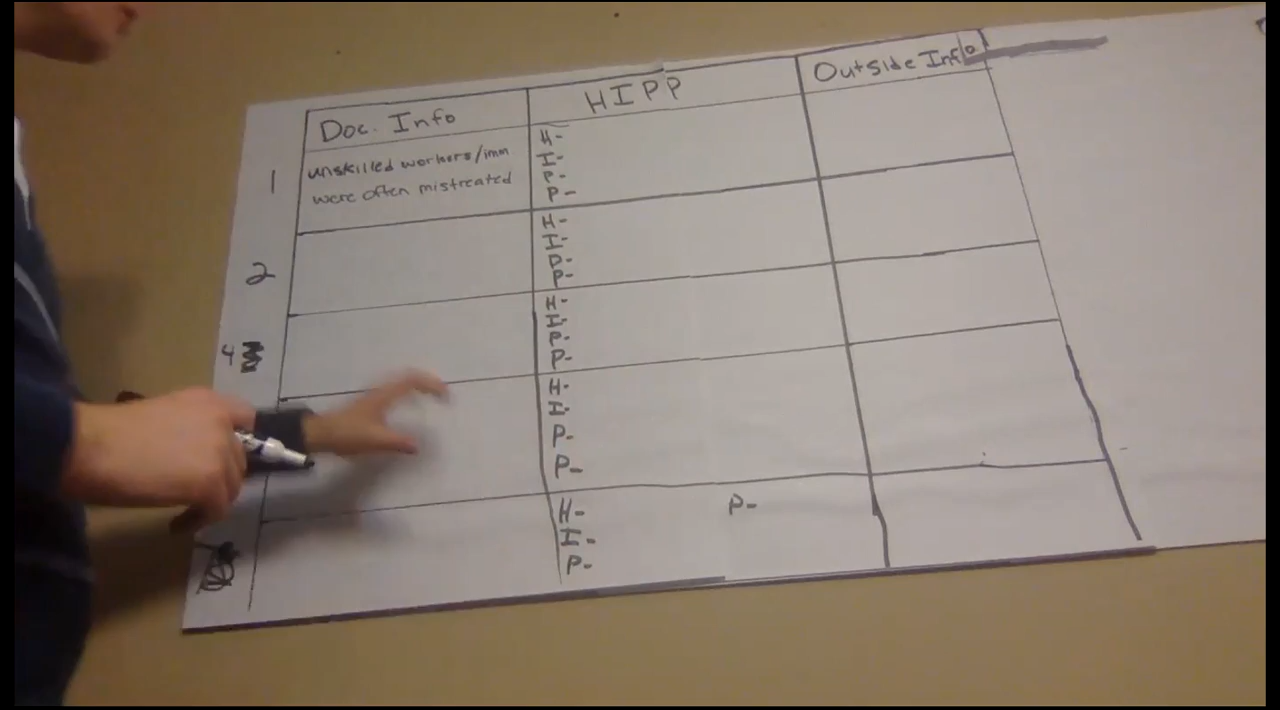 Doc. Info
HIPP
Outside Info
1
unskilled workers/imm
were often mistreated
H-
I-
P-
P-
2
H-
I-
P-
P-
4
H-
I-
P-
P-
H-
I-
P-
P-
H-
I-
P-
P-